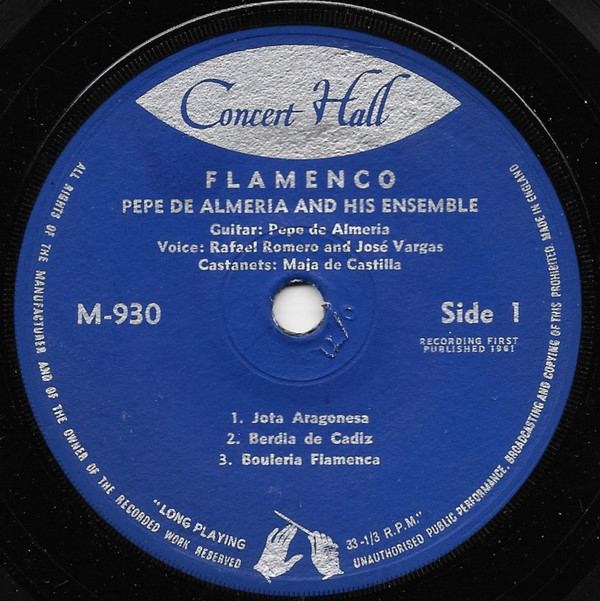 Concert Hall
FLAMENCO
PEPE DE ALMERIA AND HIS ENSEMBLE
Guitar: Pepe de Almeria
Voice: Rafael Romero and José Vargas
Castanets: Maja de Castilla
M-930
Side 1
RECORDING FIRST
PUBLISHED 1961
1. Jota Aragonesa
2. Berdia de Cadiz
3. Bouleria Flamenca
"LONG PLAYING
33-1/3 R.P.M."
ALL RIGHTS OF THE MANUFACTURER AND OF THE OWNER OF THE RECORDED WORK RESERVED
UNAUTHORISED PUBLIC PERFORMANCE, BROADCASTING AND COPYING OF THIS PROHIBITED. MADE IN ENGLAND